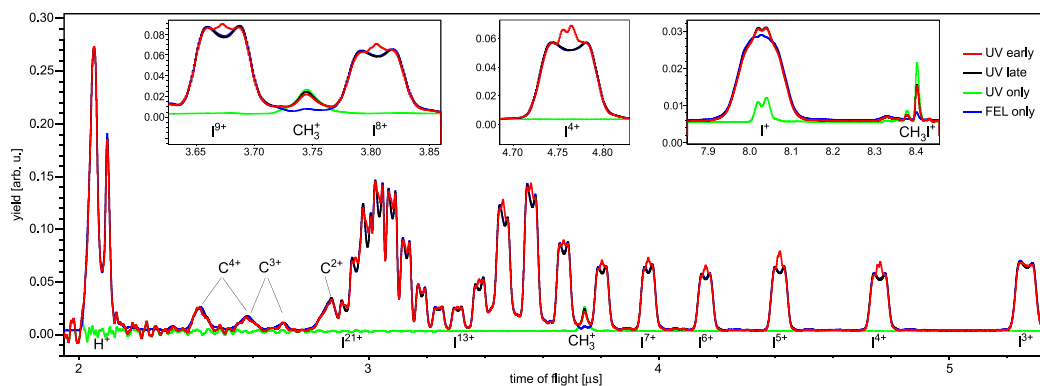 0.30
0.25
0.20
0.15
0.10
0.05
0.00
yield [arb. u.]
0.08
0.06
0.04
0.02
0.00
I9+
CH3+
I8+
3.65 3.70 3.75 3.80 3.85
0.06
0.04
0.02
0.00
I4+
4.70 4.80
0.03
0.02
0.01
0.00
I+
CH3I+
7.9 8.0 8.1 8.2 8.3 8.4
UV early
UV late
UV only
FEL only
C4+ C3+ C2+
H+ I21+ I13+ CH3+ I7+ I6+ I5+ I4+ I3+
2 3 4 5
time of flight [µs]